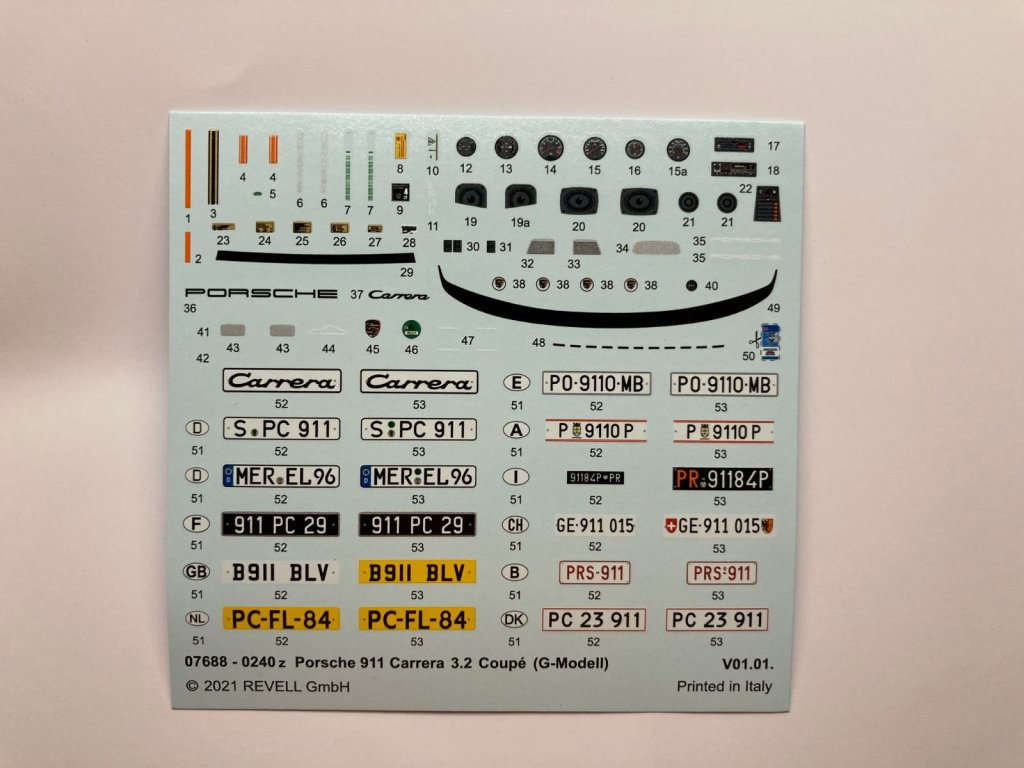 12 13 14 15 16 15a 17
18
1 3 4 4 5 6 6 7 7 8 9 10
19 19a 20 20 21 21 22
11
23 24 25 26 27 28
2 29
30 31 32 33 34 35 PORSCHE
35 PORSCHE
38 38 38 38 40
PORSCHE 37 Carrera
36 49
41 43 43 44 45 46 47 48 50
42
Carrera Carrera E PO·9110·MB PO·9110·MB
52 53 51 52 53
D S PC 911 S PC 911 A P 9110 P P 9110 P
51 52 53 51 52 53
D D MER EL96 D MER EL96 I 91184P PR PR 91184P
51 52 53 51 52 53
F 911 PC 29 911 PC 29 CH GE·911 015 GE·911 015
51 52 53 51 52 53
GB B911 BLV B911 BLV B PRS-911 PRS 911
51 52 53 51 52 53
NL PC-FL-84 PC-FL-84 DK PC 23 911 PC 23 911
51 52 53 51 52 53
07688 - 0240 z Porsche 911 Carrera 3.2 Coupé (G-Modell) V01.01.
© 2021 REVELL GmbH Printed in Italy